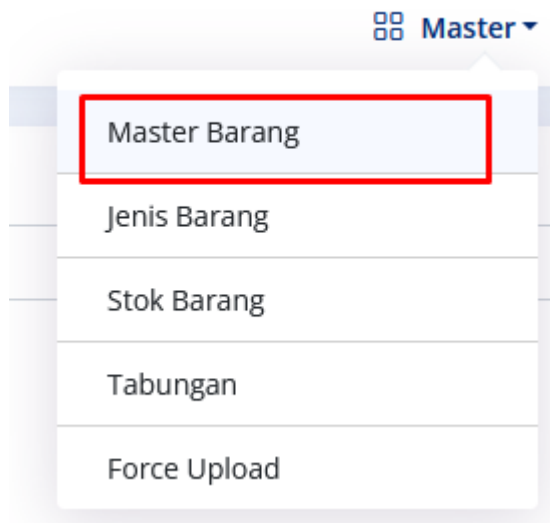 Master
Master Barang
Jenis Barang
Stok Barang
Tabungan
Force Upload